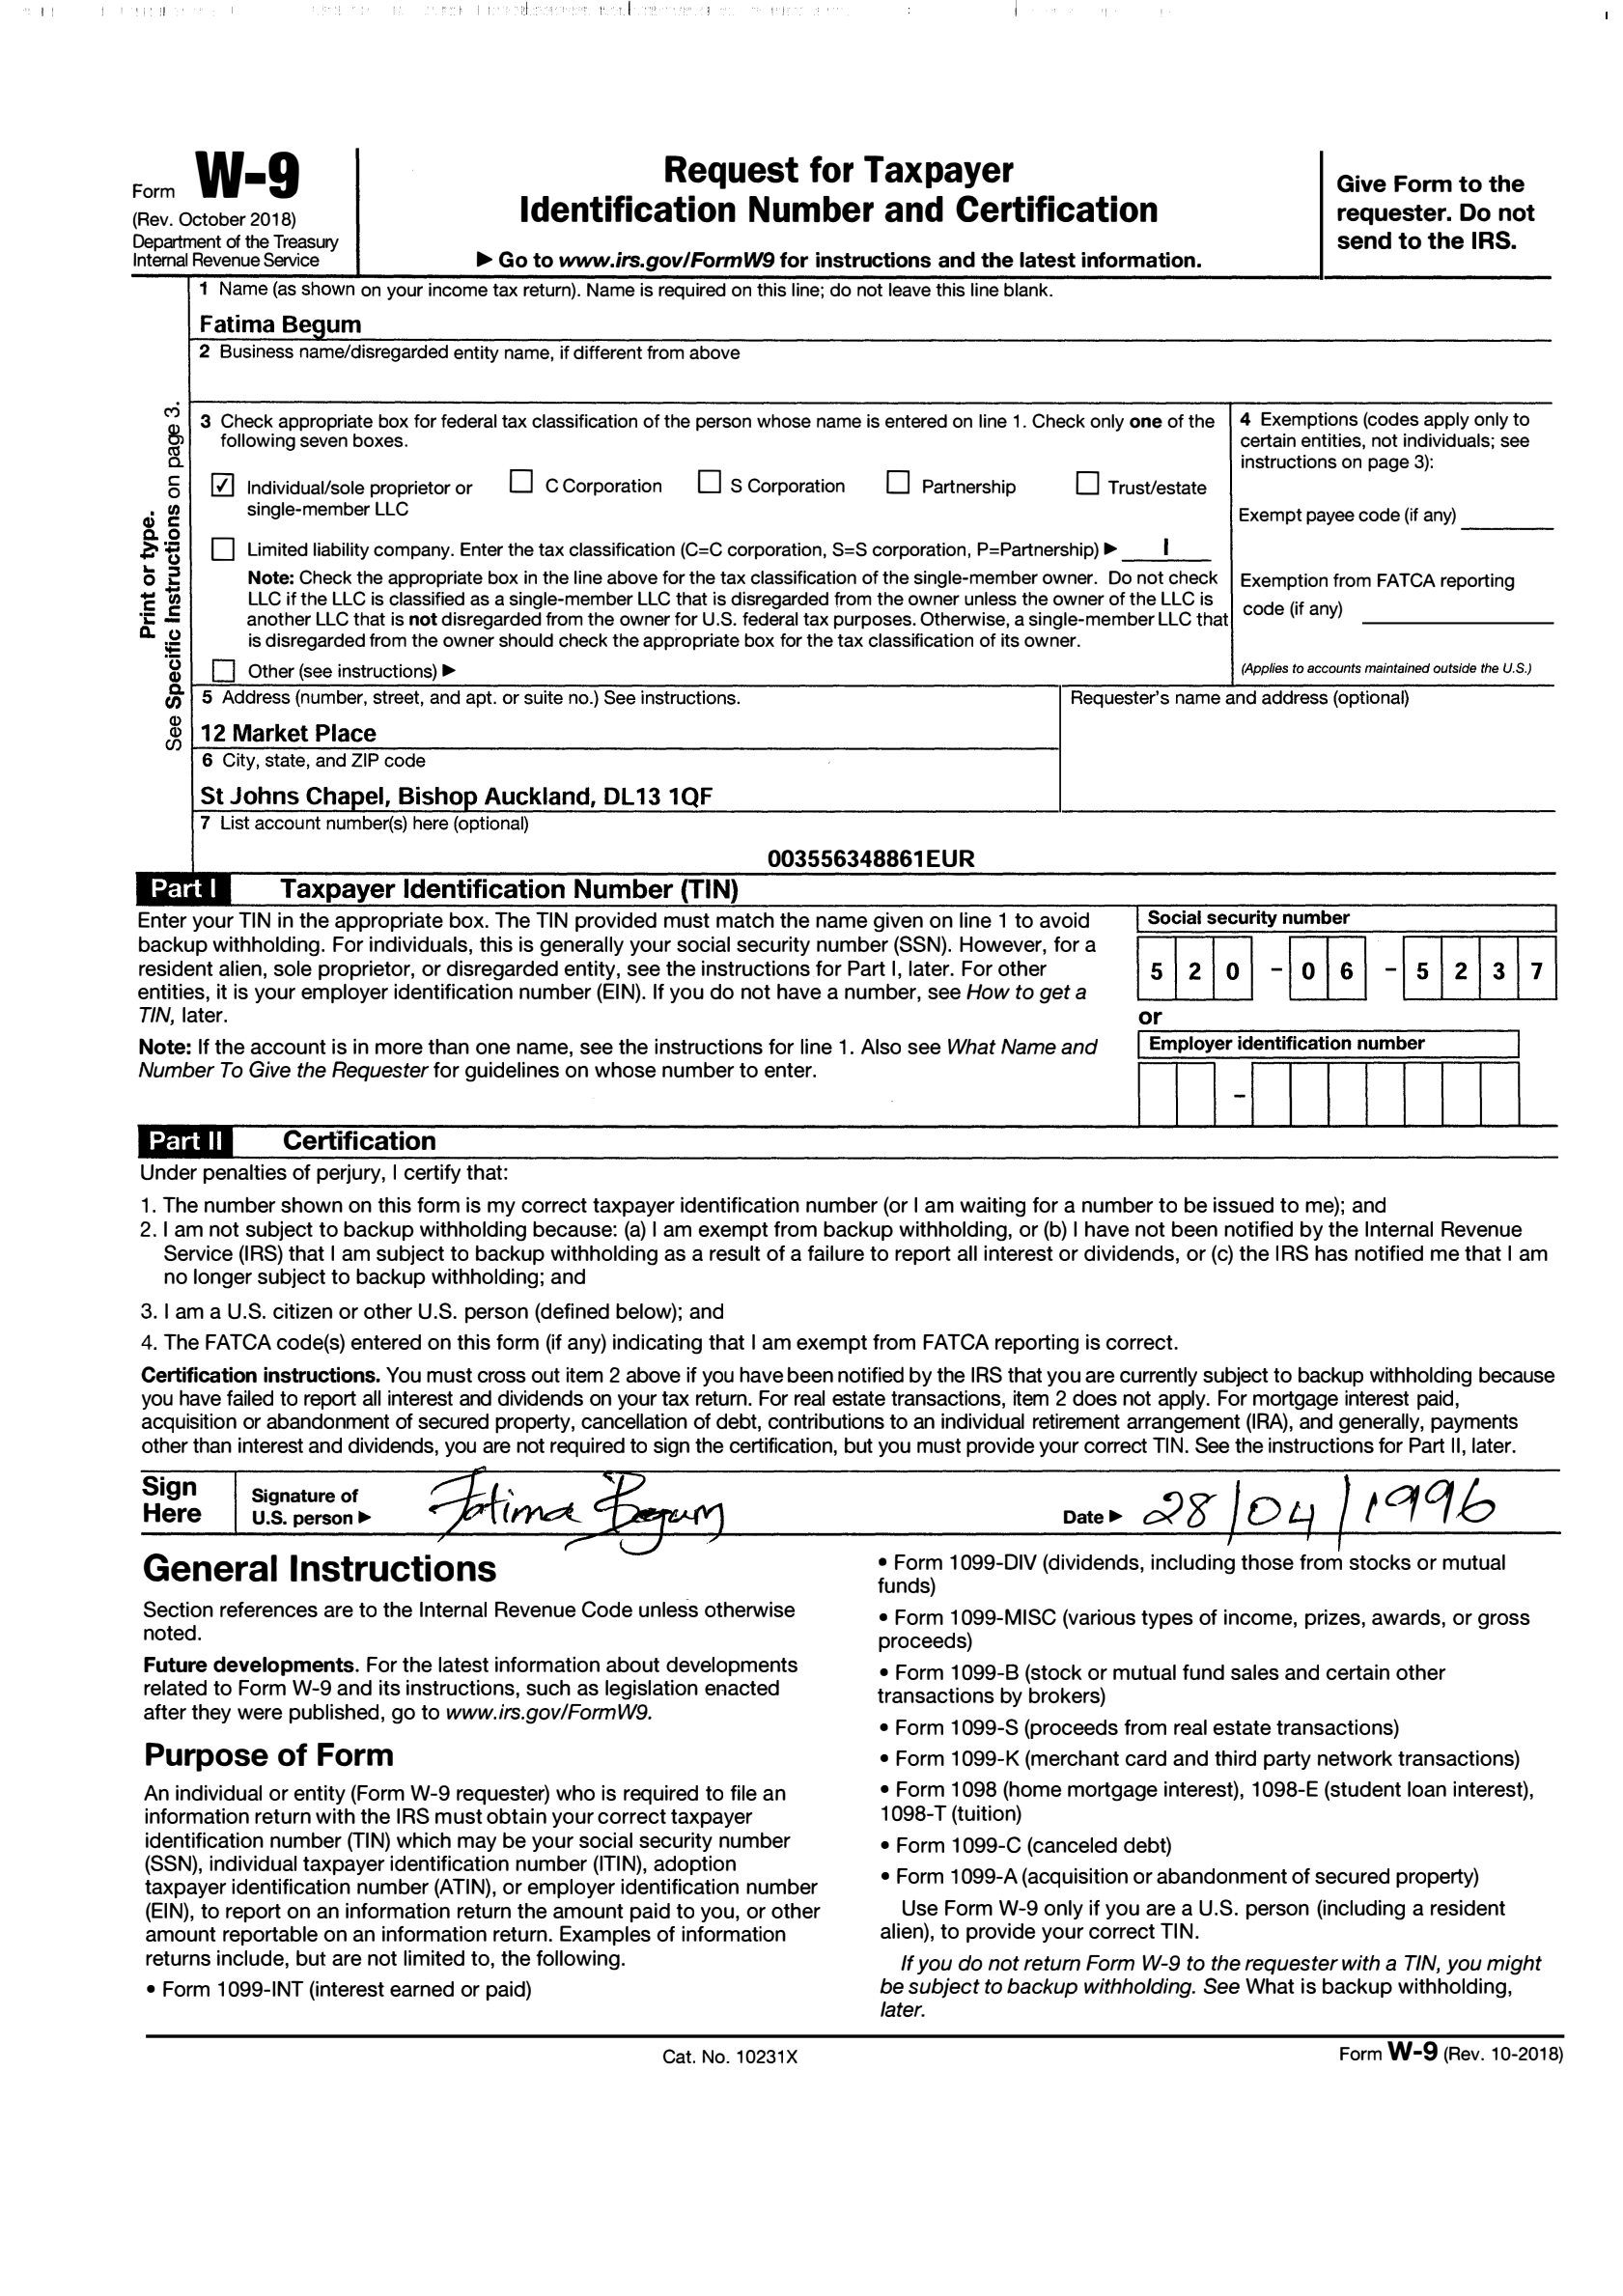 Form W-9
(Rev. October 2018)
Department of the Treasury
Internal Revenue Service
Request for Taxpayer
Identification Number and Certification
▶ Go to www.irs.gov/FormW9 for instructions and the latest information.
Give Form to the
requester. Do not
send to the IRS.
Print or type.
See Specific Instructions on page 3.
1 Name (as shown on your income tax return). Name is required on this line; do not leave this line blank.
Fatima Begum
2 Business name/disregarded entity name, if different from above
3 Check appropriate box for federal tax classification of the person whose name is entered on line 1. Check only one of the
following seven boxes.
✓ Individual/sole proprietor or
single-member LLC
C Corporation
S Corporation
Partnership
Trust/estate
Limited liability company. Enter the tax classification (C=C corporation, S=S corporation, P=Partnership) ▶ I
Note: Check the appropriate box in the line above for the tax classification of the single-member owner. Do not check
LLC if the LLC is classified as a single-member LLC that is disregarded from the owner unless the owner of the LLC is
another LLC that is not disregarded from the owner for U.S. federal tax purposes. Otherwise, a single-member LLC that
is disregarded from the owner should check the appropriate box for the tax classification of its owner.
Other (see instructions) ▶
4 Exemptions (codes apply only to
certain entities, not individuals; see
instructions on page 3):
Exempt payee code (if any)
Exemption from FATCA reporting
code (if any)
(Applies to accounts maintained outside the U.S.)
5 Address (number, street, and apt. or suite no.) See instructions.
12 Market Place
Requester's name and address (optional)
6 City, state, and ZIP code
St Johns Chapel, Bishop Auckland, DL13 1QF
7 List account number(s) here (optional)
003556348861EUR
Part I Taxpayer Identification Number (TIN)
Enter your TIN in the appropriate box. The TIN provided must match the name given on line 1 to avoid
backup withholding. For individuals, this is generally your social security number (SSN). However, for a
resident alien, sole proprietor, or disregarded entity, see the instructions for Part I, later. For other
entities, it is your employer identification number (EIN). If you do not have a number, see How to get a
TIN, later.
Note: If the account is in more than one name, see the instructions for line 1. Also see What Name and
Number To Give the Requester for guidelines on whose number to enter.
Social security number
5 2 0 - 0 6 - 5 2 3 7
or
Employer identification number
-
Part II Certification
Under penalties of perjury, I certify that:
1. The number shown on this form is my correct taxpayer identification number (or I am waiting for a number to be issued to me); and
2. I am not subject to backup withholding because: (a) I am exempt from backup withholding, or (b) I have not been notified by the Internal Revenue
Service (IRS) that I am subject to backup withholding as a result of a failure to report all interest or dividends, or (c) the IRS has notified me that I am
no longer subject to backup withholding; and
3. I am a U.S. citizen or other U.S. person (defined below); and
4. The FATCA code(s) entered on this form (if any) indicating that I am exempt from FATCA reporting is correct.
Certification instructions. You must cross out item 2 above if you have been notified by the IRS that you are currently subject to backup withholding because
you have failed to report all interest and dividends on your tax return. For real estate transactions, item 2 does not apply. For mortgage interest paid,
acquisition or abandonment of secured property, cancellation of debt, contributions to an individual retirement arrangement (IRA), and generally, payments
other than interest and dividends, you are not required to sign the certification, but you must provide your correct TIN. See the instructions for Part II, later.
Sign
Here
Signature of
U.S. person ▶
Fatima Begum
Date ▶ 28/04/1996
General Instructions
Section references are to the Internal Revenue Code unless otherwise
noted.
Future developments. For the latest information about developments
related to Form W-9 and its instructions, such as legislation enacted
after they were published, go to www.irs.gov/FormW9.
Purpose of Form
An individual or entity (Form W-9 requester) who is required to file an
information return with the IRS must obtain your correct taxpayer
identification number (TIN) which may be your social security number
(SSN), individual taxpayer identification number (ITIN), adoption
taxpayer identification number (ATIN), or employer identification number
(EIN), to report on an information return the amount paid to you, or other
amount reportable on an information return. Examples of information
returns include, but are not limited to, the following.
• Form 1099-INT (interest earned or paid)
• Form 1099-DIV (dividends, including those from stocks or mutual
funds)
• Form 1099-MISC (various types of income, prizes, awards, or gross
proceeds)
• Form 1099-B (stock or mutual fund sales and certain other
transactions by brokers)
• Form 1099-S (proceeds from real estate transactions)
• Form 1099-K (merchant card and third party network transactions)
• Form 1098 (home mortgage interest), 1098-E (student loan interest),
1098-T (tuition)
• Form 1099-C (canceled debt)
• Form 1099-A (acquisition or abandonment of secured property)
Use Form W-9 only if you are a U.S. person (including a resident
alien), to provide your correct TIN.
If you do not return Form W-9 to the requester with a TIN, you might
be subject to backup withholding. See What is backup withholding,
later.
Cat. No. 10231X
Form W-9 (Rev. 10-2018)